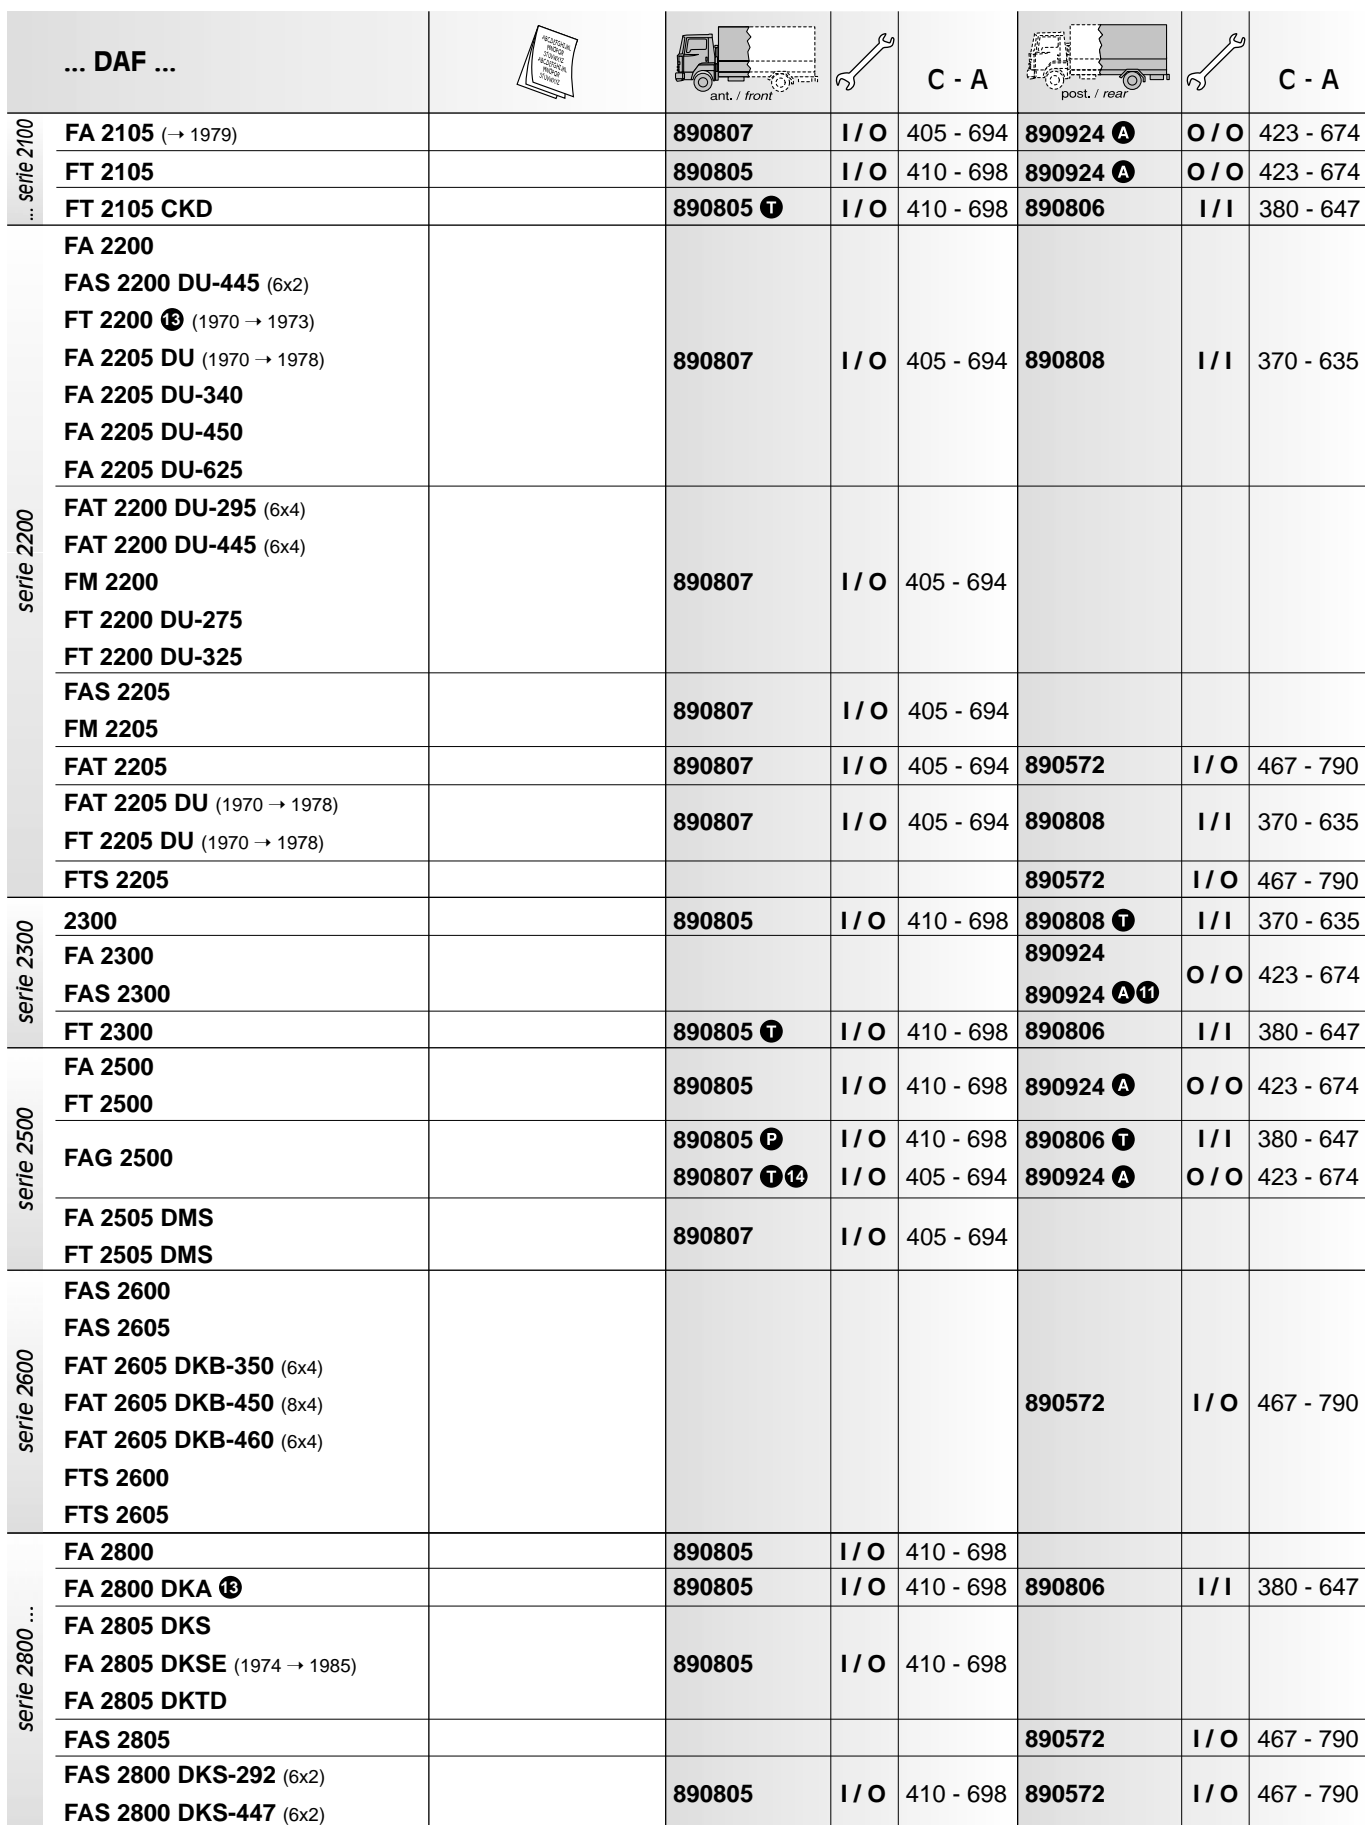 ... DAF ...
ant. / front
C - A
post. / rear
C - A
... serie 2100
FA 2105 (→ 1979) 890807 I / O 405 - 694 890924 A O / O 423 - 674
FT 2105 890805 I / O 410 - 698 890924 A O / O 423 - 674
FT 2105 CKD 890805 T I / O 410 - 698 890806 I / I 380 - 647
serie 2200
FA 2200
FAS 2200 DU-445 (6x2)
FT 2200 13 (1970 → 1973)
FA 2205 DU (1970 → 1978) 890807 I / O 405 - 694 890808 I / I 370 - 635
FA 2205 DU-340
FA 2205 DU-450
FA 2205 DU-625
FAT 2200 DU-295 (6x4)
FAT 2200 DU-445 (6x4)
FM 2200 890807 I / O 405 - 694
FT 2200 DU-275
FT 2200 DU-325
FAS 2205
890807 I / O 405 - 694
FM 2205
FAT 2205 890807 I / O 405 - 694 890572 I / O 467 - 790
FAT 2205 DU (1970 → 1978)
890807 I / O 405 - 694 890808 I / I 370 - 635
FT 2205 DU (1970 → 1978)
FTS 2205 890572 I / O 467 - 790
serie 2300
2300 890805 I / O 410 - 698 890808 T I / I 370 - 635
FA 2300 890924
O / O 423 - 674
FAS 2300 890924 A 11
FT 2300 890805 T I / O 410 - 698 890806 I / I 380 - 647
serie 2500
FA 2500
890805 I / O 410 - 698 890924 A O / O 423 - 674
FT 2500
890805 P I / O 410 - 698 890806 T I / I 380 - 647
FAG 2500
890807 T 14 I / O 405 - 694 890924 A O / O 423 - 674
FA 2505 DMS
890807 I / O 405 - 694
FT 2505 DMS
serie 2600
FAS 2600
FAS 2605
FAT 2605 DKB-350 (6x4)
FAT 2605 DKB-450 (8x4) 890572 I / O 467 - 790
FAT 2605 DKB-460 (6x4)
FTS 2600
FTS 2605
serie 2800 ...
FA 2800 890805 I / O 410 - 698
FA 2800 DKA 13 890805 I / O 410 - 698 890806 I / I 380 - 647
FA 2805 DKS
FA 2805 DKSE (1974 → 1985) 890805 I / O 410 - 698
FA 2805 DKTD
FAS 2805 890572 I / O 467 - 790
FAS 2800 DKS-292 (6x2)
890805 I / O 410 - 698 890572 I / O 467 - 790
FAS 2800 DKS-447 (6x2)